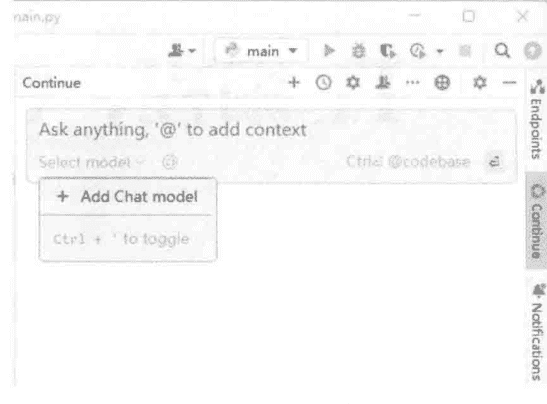 main.py
main
Continue
Ask anything, '@' to add context
Select model
@codebase
+ Add Chat model
Ctrl + ' to toggle
Endpoints
Continue
Notifications